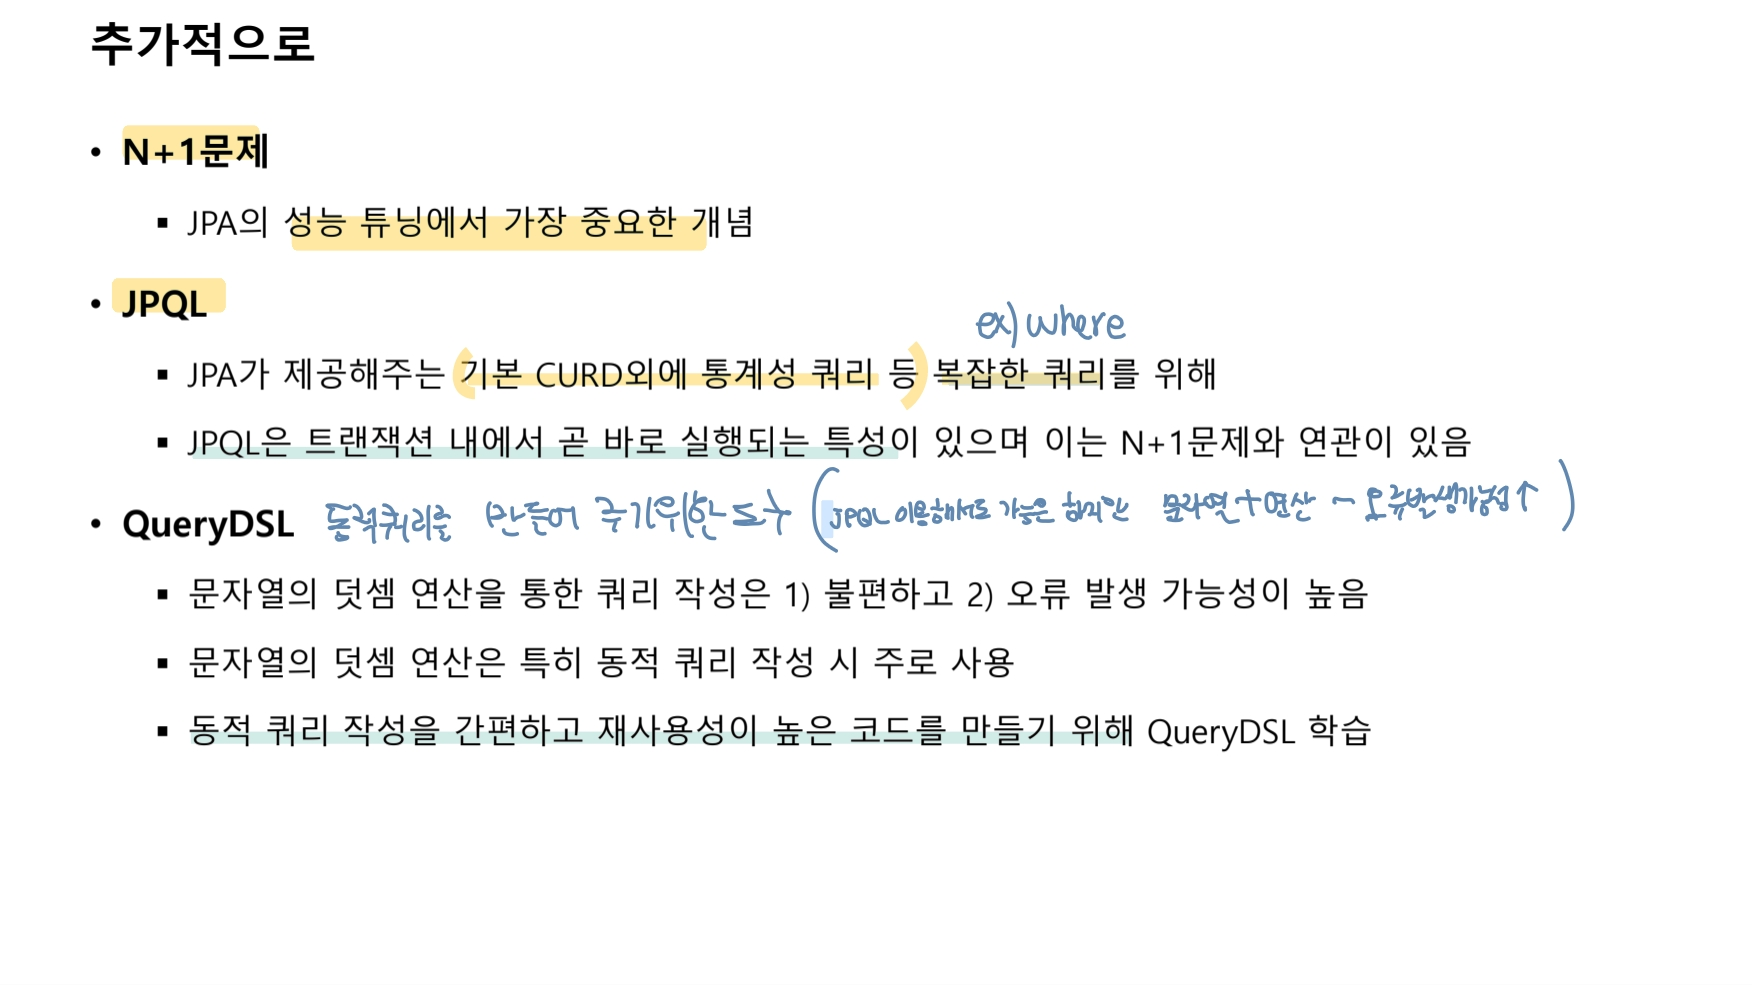 추가적으로
• N+1문제
▪ JPA의 성능 튜닝에서 가장 중요한 개념
• JPQL
ex) where
▪ JPA가 제공해주는 기본 CURD외에 통계성 쿼리 등 복잡한 쿼리를 위해
▪ JPQL은 트랜잭션 내에서 곧 바로 실행되는 특성이 있으며 이는 N+1문제와 연관이 있음
• QueryDSL 동적쿼리를 만들어 주기위한 도구 (JPQL 이용해서도 가능은 하지만 문자열+연산 ~ 오류발생가능성↑)
▪ 문자열의 덧셈 연산을 통한 쿼리 작성은 1) 불편하고 2) 오류 발생 가능성이 높음
▪ 문자열의 덧셈 연산은 특히 동적 쿼리 작성 시 주로 사용
▪ 동적 쿼리 작성을 간편하고 재사용성이 높은 코드를 만들기 위해 QueryDSL 학습